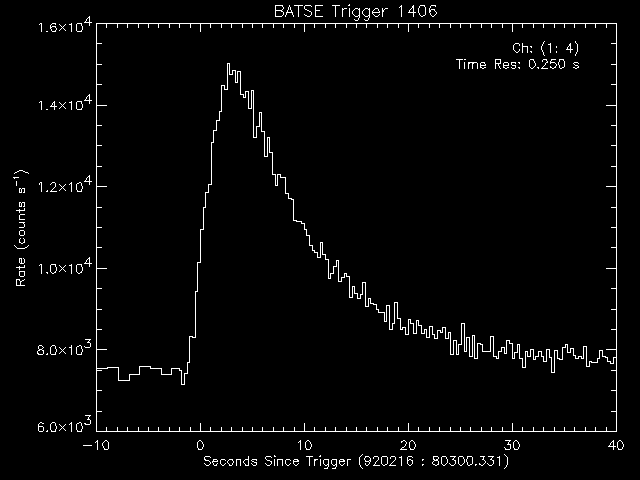 BATSE Trigger 1406
Ch: (1: 4)
Time Res: 0.250 s
1.6×10⁴
1.4×10⁴
1.2×10⁴
1.0×10⁴
8.0×10³
6.0×10³
Rate (counts s⁻¹)
−10 0 10 20 30 40
Seconds Since Trigger (920216 : 80300.331)